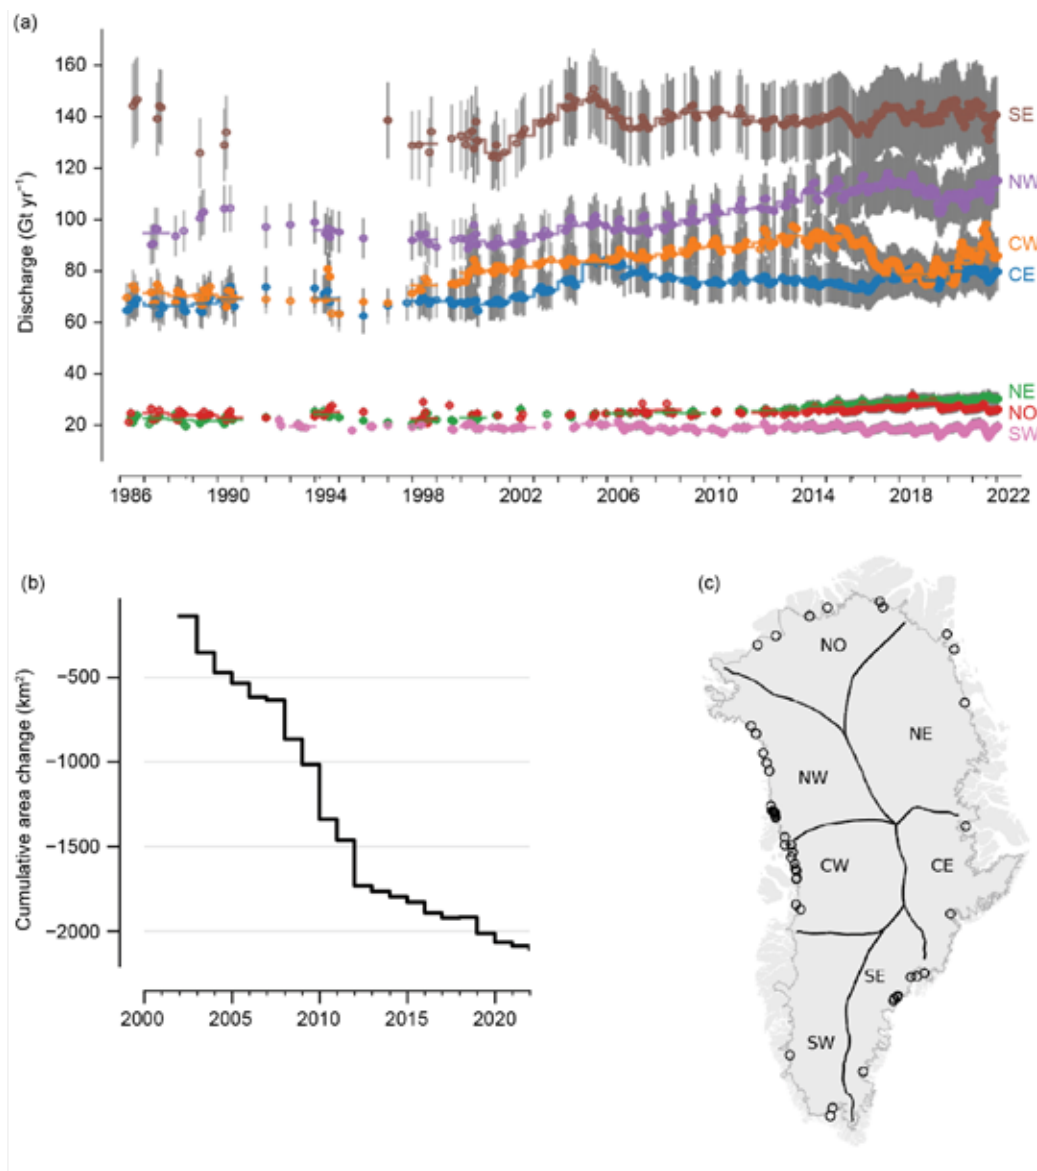 (a)
Discharge (Gt yr⁻¹)
160
140
120
100
80
60
40
20
SE
NW
CW
CE
NE
NO
SW
1986 1990 1994 1998 2002 2006 2010 2014 2018 2022
(b)
Cumulative area change (km²)
−500
−1000
−1500
−2000
2000 2005 2010 2015 2020
(c)
NO
NE
NW
CW
CE
SE
SW